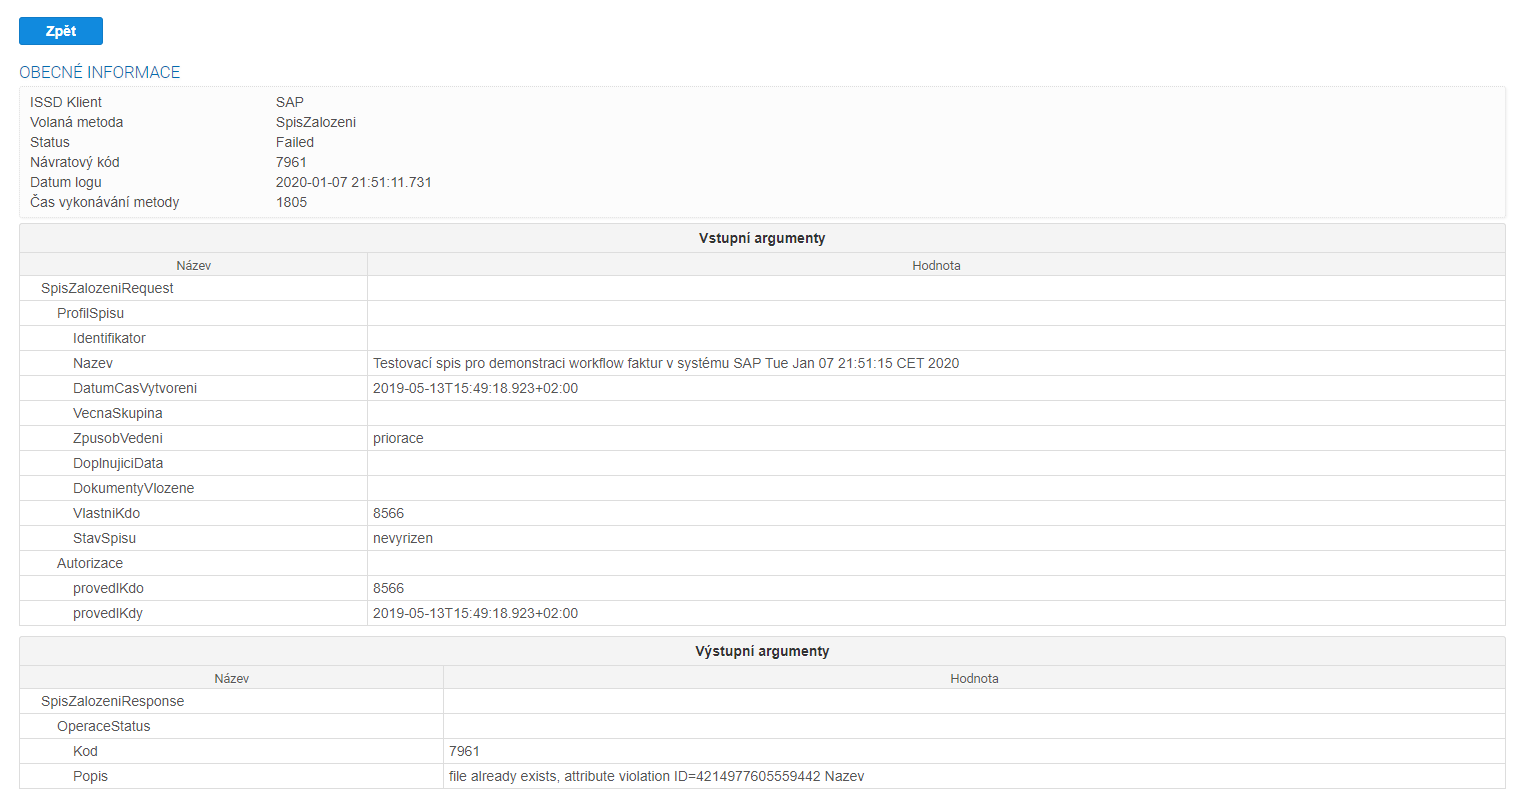 Zpět
OBECNÉ INFORMACE
ISSD Klient SAP
Volaná metoda SpisZalozeni
Status Failed
Návratový kód 7961
Datum logu 2020-01-07 21:51:11.731
Čas vykonávání metody 1805
Vstupní argumenty
Název Hodnota
SpisZalozeniRequest
ProfilSpisu
Identifikator
Nazev Testovací spis pro demonstraci workflow faktur v systému SAP Tue Jan 07 21:51:15 CET 2020
DatumCasVytvoreni 2019-05-13T15:49:18.923+02:00
VecnaSkupina
ZpusobVedeni priorace
DoplnujiciData
DokumentyVlozene
VlastniKdo 8566
StavSpisu nevyrizen
Autorizace
provedlKdo 8566
provedlKdy 2019-05-13T15:49:18.923+02:00
Výstupní argumenty
Název Hodnota
SpisZalozeniResponse
OperaceStatus
Kod 7961
Popis file already exists, attribute violation ID=4214977605559442 Nazev